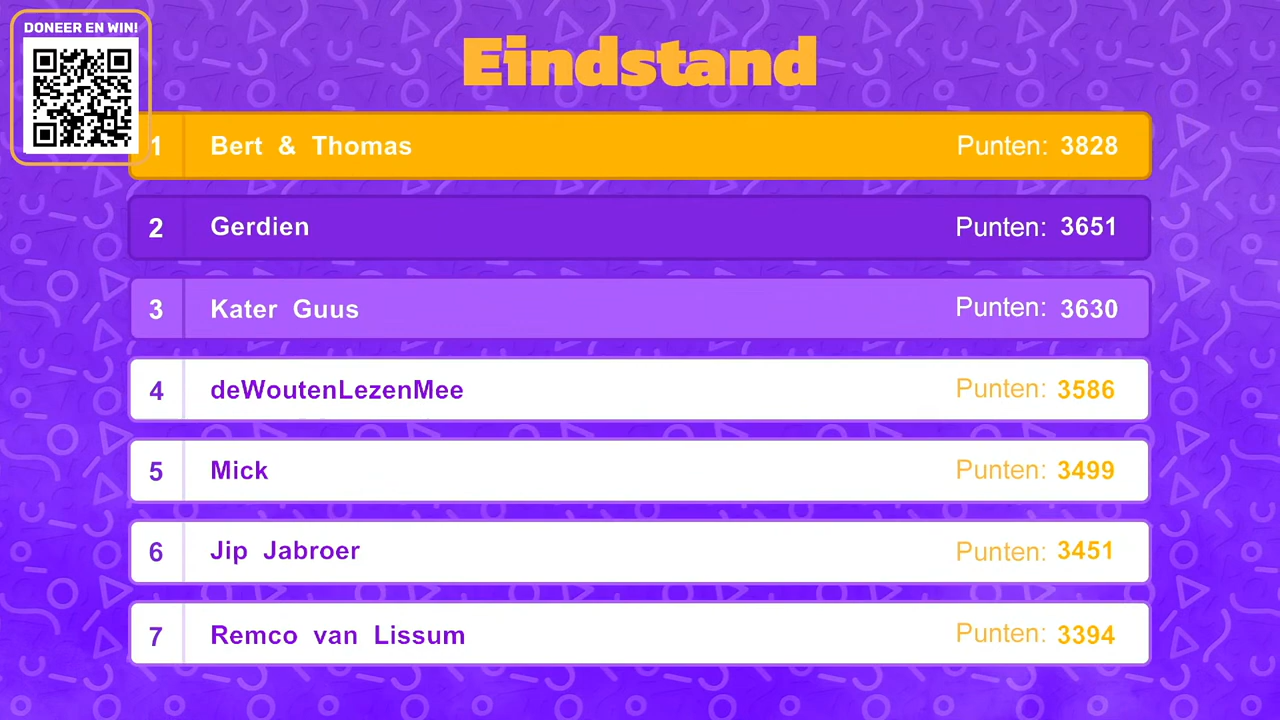 DONEER EN WIN!
Eindstand
1 Bert & Thomas Punten: 3828
2 Gerdien Punten: 3651
3 Kater Guus Punten: 3630
4 deWoutenLezenMee Punten: 3586
5 Mick Punten: 3499
6 Jip Jabroer Punten: 3451
7 Remco van Lissum Punten: 3394